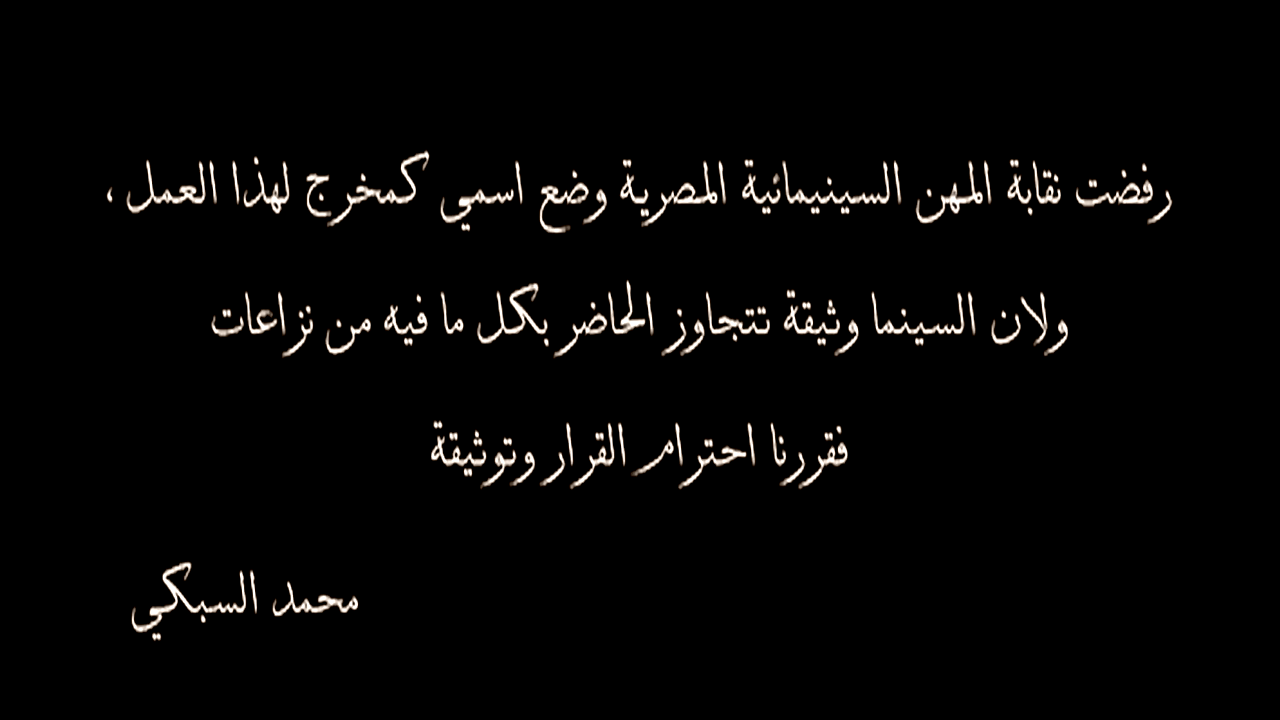 رفضت نقابة المهن السينيمائية المصرية وضع اسمي كمخرج لهذا العمل ،
ولان السينما وثيقة تتجاوز الحاضر بكل ما فيه من نزاعات
فقررنا احترام القرار وتوثيقة
محمد السبكي